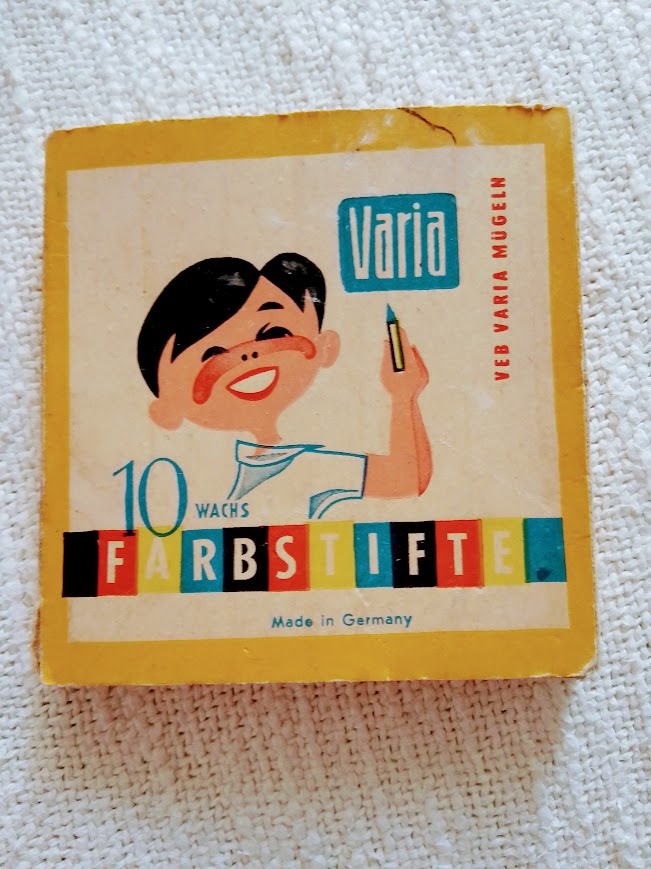 Varia
VEB VARIA MÜGELN
10 WACHS
FARBSTIFTE
Made in Germany